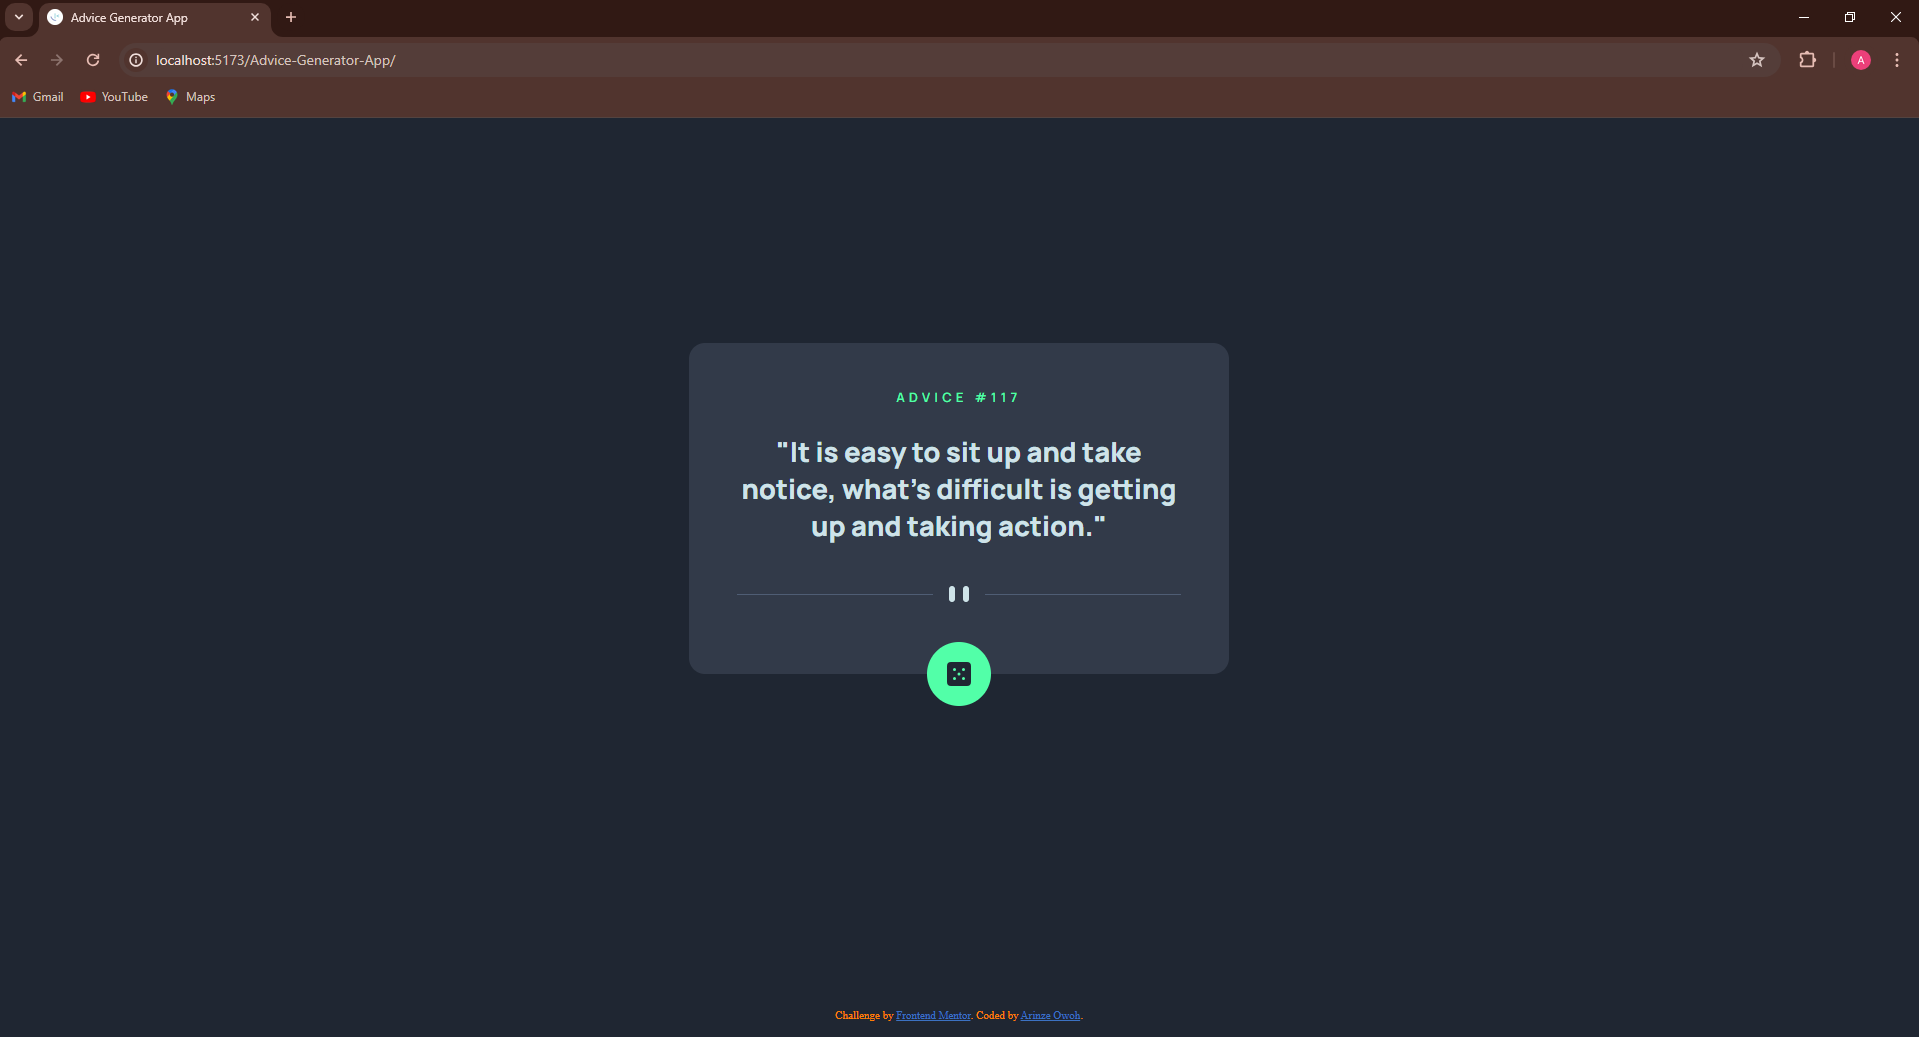 Advice Generator App
localhost:5173/Advice-Generator-App/
A
Gmail YouTube Maps
ADVICE #117
"It is easy to sit up and take
notice, what's difficult is getting
up and taking action."
Challenge by Frontend Mentor. Coded by Arinze Owoh.